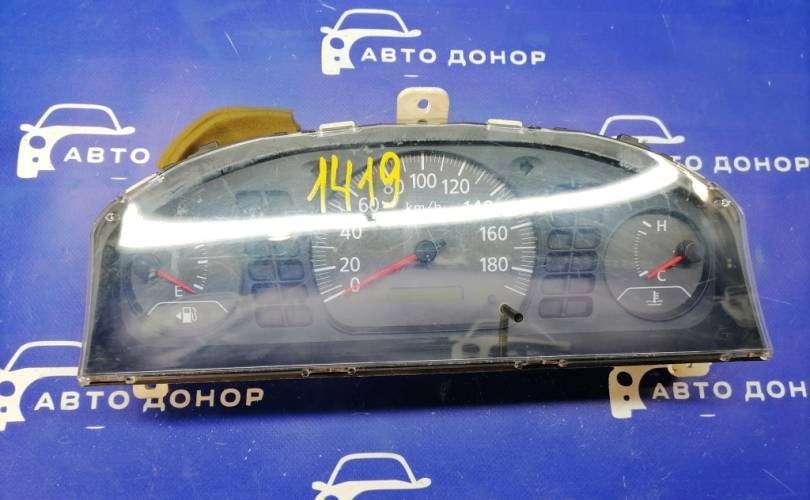 АВТО ДОНОР
АВТО
ДОНОР
1419
80 100 120
60 km/h 140
40 160
20 180
0
E
H
C
АВТО ДОНОР
АВТО ДОНОР